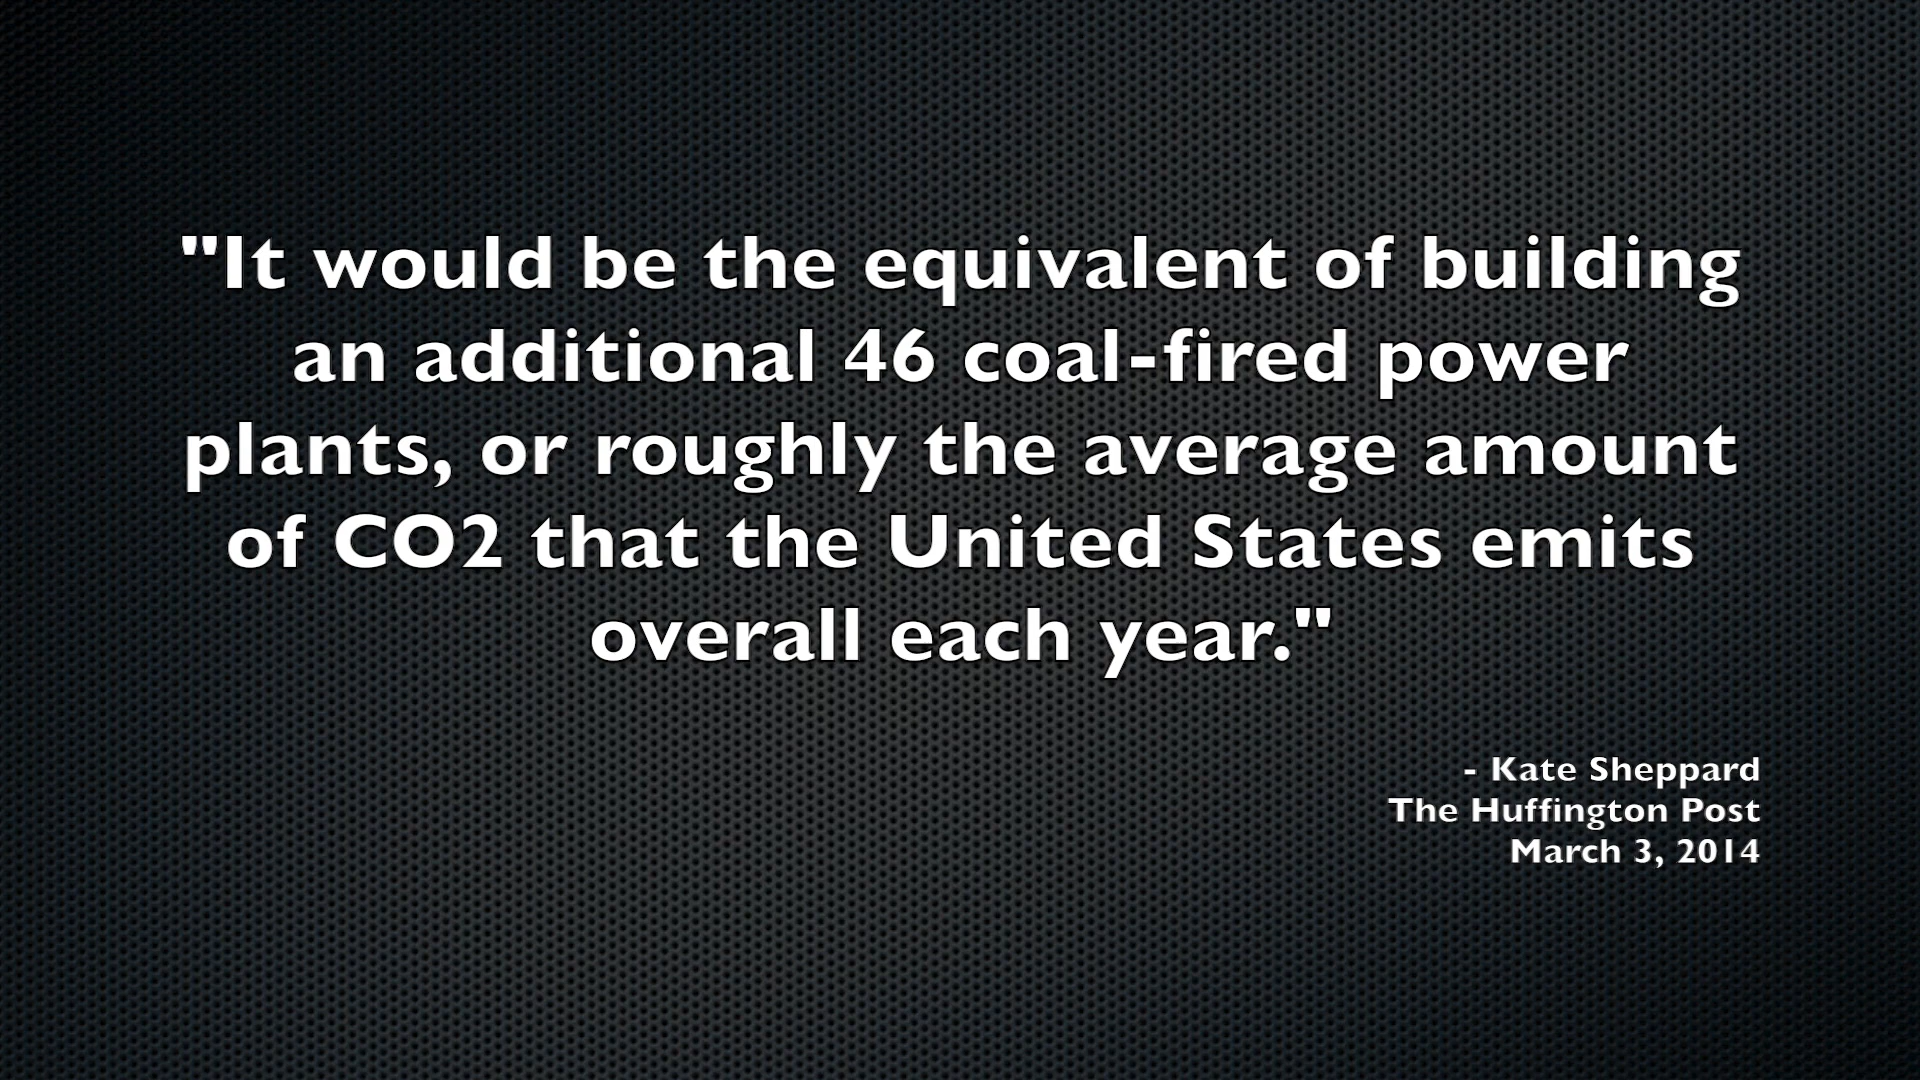 "It would be the equivalent of building
an additional 46 coal-fired power
plants, or roughly the average amount
of CO2 that the United States emits
overall each year."
- Kate Sheppard
The Huffington Post
March 3, 2014